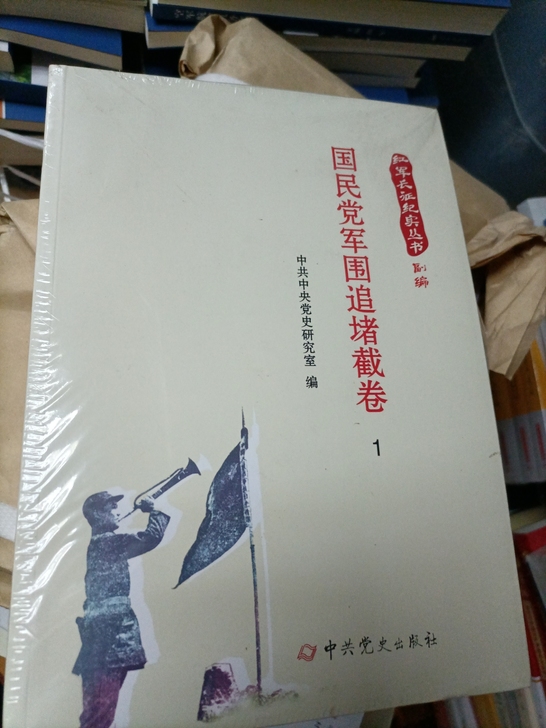 红军长征纪实丛书
副编
国民党军围追堵截卷
1
中共中央党史研究室 编
中共党史出版社